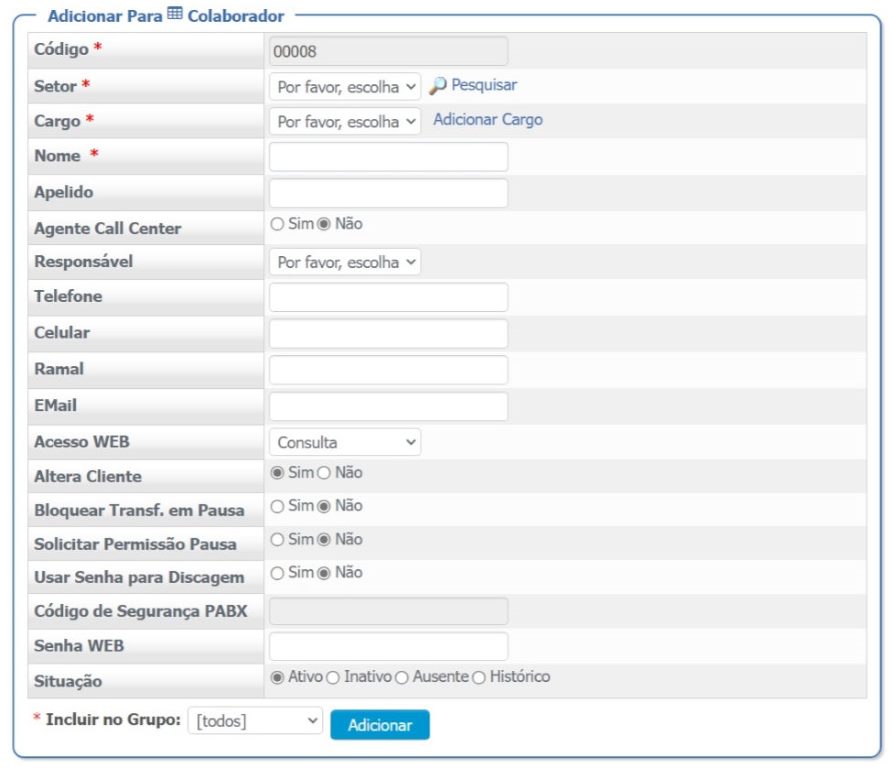 Adicionar Para Colaborador
Código * 00008
Setor * Por favor, escolha Pesquisar
Cargo * Por favor, escolha Adicionar Cargo
Nome *
Apelido
Agente Call Center Sim Não
Responsável Por favor, escolha
Telefone
Celular
Ramal
EMail
Acesso WEB Consulta
Altera Cliente Sim Não
Bloquear Transf. em Pausa Sim Não
Solicitar Permissão Pausa Sim Não
Usar Senha para Discagem Sim Não
Código de Segurança PABX
Senha WEB
Situação Ativo Inativo Ausente Histórico
* Incluir no Grupo: [todos] Adicionar